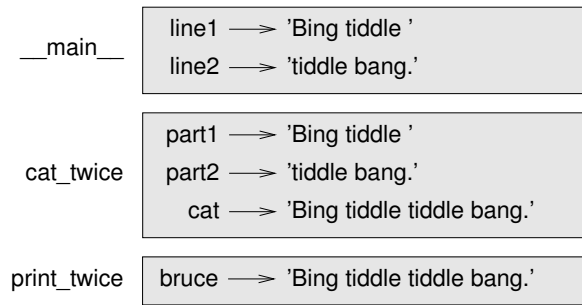 __main__
line1 → 'Bing tiddle '
line2 → 'tiddle bang.'
cat_twice
part1 → 'Bing tiddle '
part2 → 'tiddle bang.'
cat → 'Bing tiddle tiddle bang.'
print_twice
bruce → 'Bing tiddle tiddle bang.'